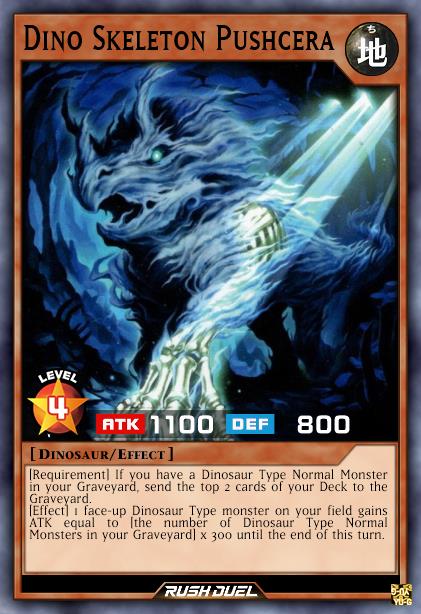 Dino Skeleton Pushcera
ち
地
LEVEL
4
ATK 1100 DEF 800
[ Dinosaur/Effect ]
[Requirement] If you have a Dinosaur Type Normal Monster
in your Graveyard, send the top 2 cards of your Deck to the
Graveyard.
[Effect] 1 face-up Dinosaur Type monster on your field gains
ATK equal to [the number of Dinosaur Type Normal
Monsters in your Graveyard] x 300 until the end of this turn.
RUSH DUEL